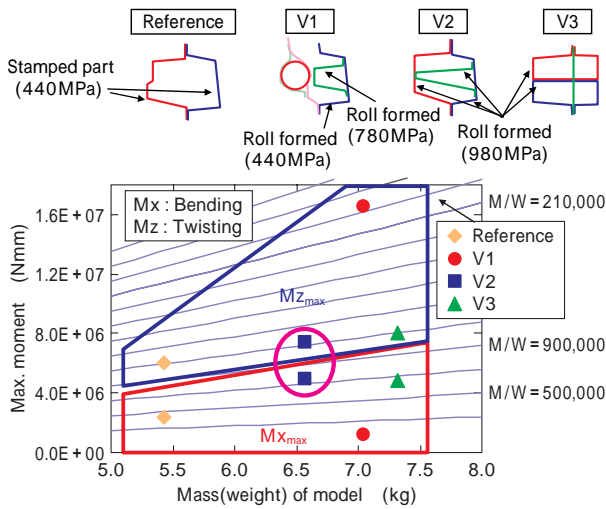 Reference
V1
V2
V3
Stamped part
(440MPa)
Roll formed
(780MPa)
Roll formed
(440MPa)
Roll formed
(980MPa)
Mx : Bending
Mz : Twisting
M/W=210,000
Reference
V1
V2
V3
Mzmax
M/W=900,000
M/W=500,000
Mxmax
Max. moment (Nmm)
1.6E + 07
1.2E + 07
8.0E + 06
4.0E + 06
0.0E + 00
5.0 5.5 6.0 6.5 7.0 7.5 8.0
Mass(weight) of model (kg)